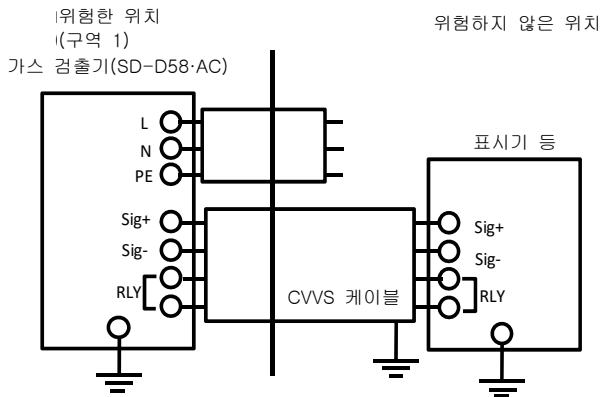 위험한 위치
(구역 1)
가스 검출기(SD-D58·AC)
위험하지 않은 위치
표시기 등
L
N
PE
Sig+
Sig-
RLY
CVVS 케이블
Sig+
Sig-
RLY